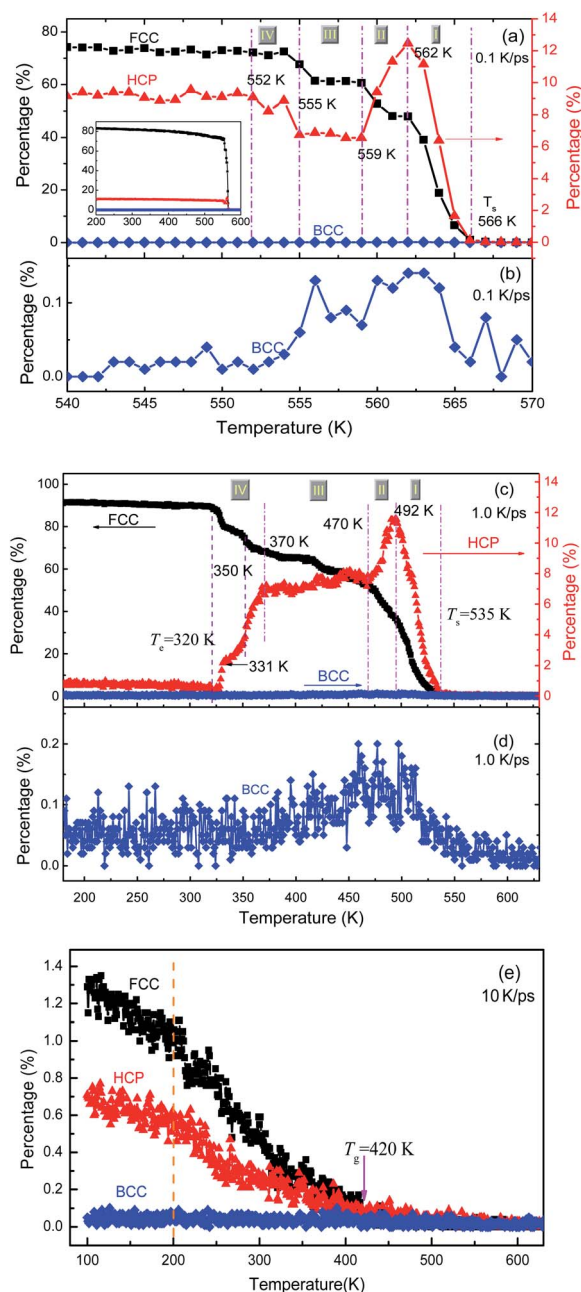 IV III II I
(a)
FCC
0.1 K/ps
HCP
552 K
555 K
559 K
562 K
T_s
566 K
BCC
80
60
40
20
0
14
12
10
8
6
4
2
0
Percentage (%)
Percentage (%)
80
60
40
20
0
200 300 400 500 600
(b)
0.1 K/ps
BCC
0.1
0.0
Percentage (%)
540 545 550 555 560 565 570
Temperature (K)
IV III II I
(c)
1.0 K/ps
FCC
HCP
370 K
470 K
492 K
350 K
T_e=320 K
331 K
T_s=535 K
BCC
100
80
60
40
20
0
14
12
10
8
6
4
2
0
Percentage (%)
Percentage (%)
(d)
1.0 K/ps
BCC
0.2
0.1
0.0
Percentage (%)
200 250 300 350 400 450 500 550 600
Temperature (K)
(e)
10 K/ps
FCC
HCP
BCC
T_g=420 K
1.4
1.2
1.0
0.8
0.6
0.4
0.2
0.0
Percentage (%)
100 200 300 400 500 600
Temperature(K)